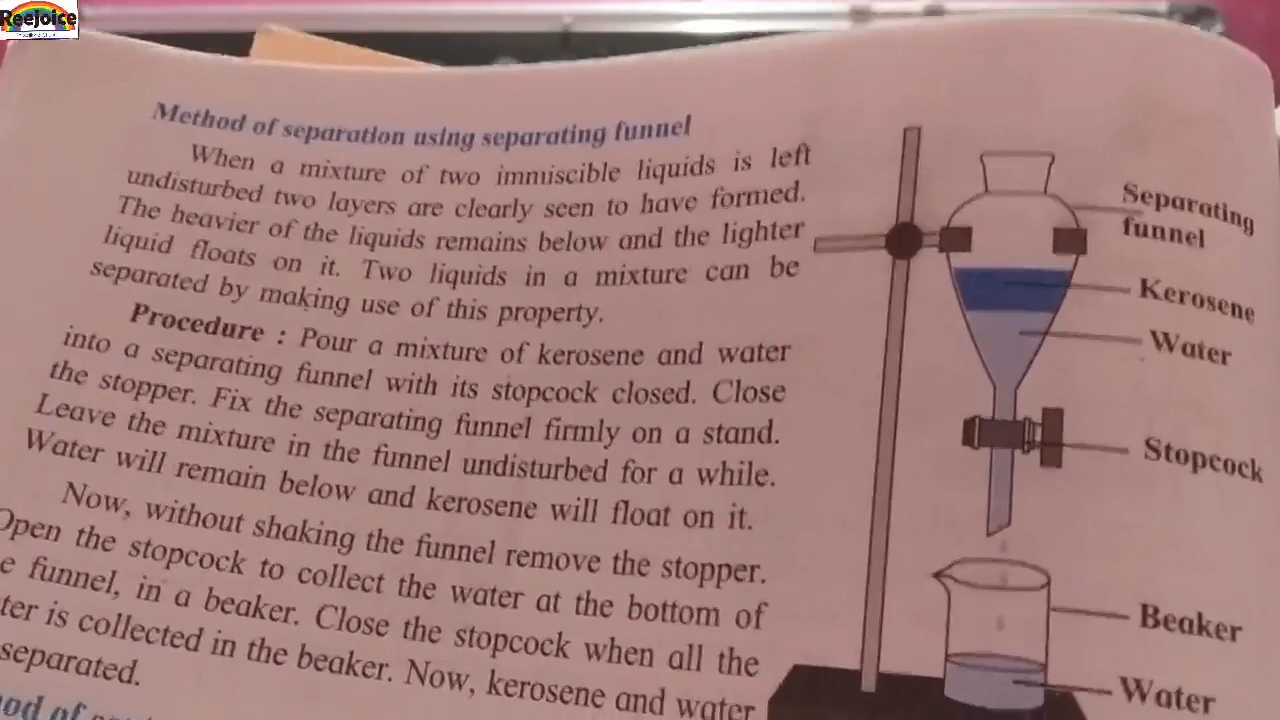 Reejoice
Method of separation using separating funnel
When a mixture of two immiscible liquids is left
undisturbed two layers are clearly seen to have formed.
The heavier of the liquids remains below and the lighter
liquid floats on it. Two liquids in a mixture can be
separated by making use of this property.
Procedure : Pour a mixture of kerosene and water
into a separating funnel with its stopcock closed. Close
the stopper. Fix the separating funnel firmly on a stand.
Leave the mixture in the funnel undisturbed for a while.
Water will remain below and kerosene will float on it.
Now, without shaking the funnel remove the stopper.
Open the stopcock to collect the water at the bottom of
e funnel, in a beaker. Close the stopcock when all the
ter is collected in the beaker. Now, kerosene and water
separated.
Separating
funnel
Kerosene
Water
Stopcock
Beaker
Water